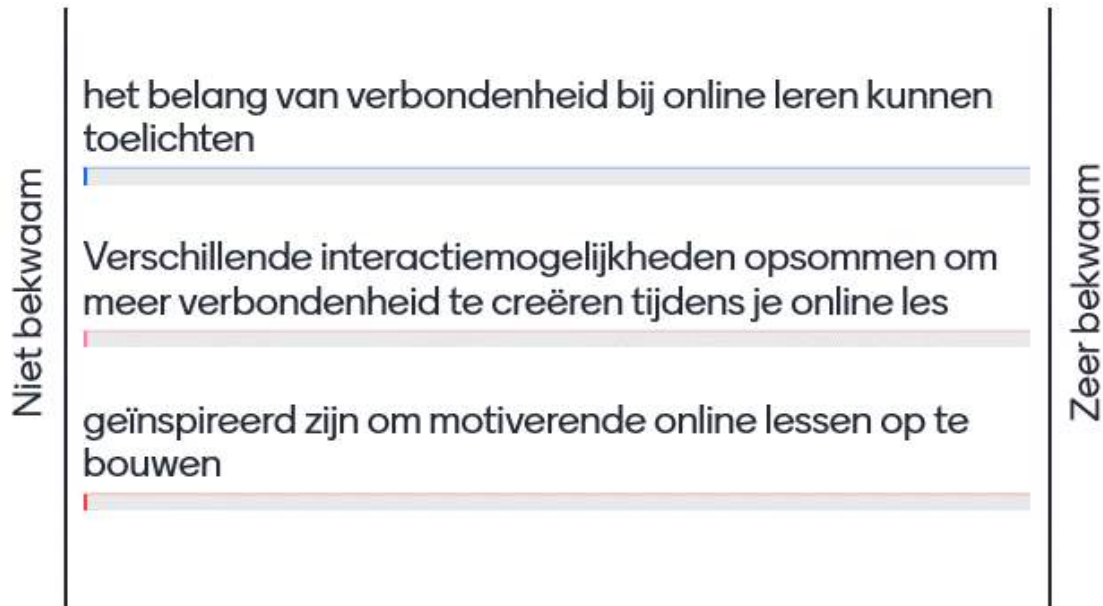 Niet bekwaam
het belang van verbondenheid bij online leren kunnen
toelichten
Verschillende interactiemogelijkheden opsommen om
meer verbondenheid te creëren tijdens je online les
geïnspireerd zijn om motiverende online lessen op te
bouwen
Zeer bekwaam